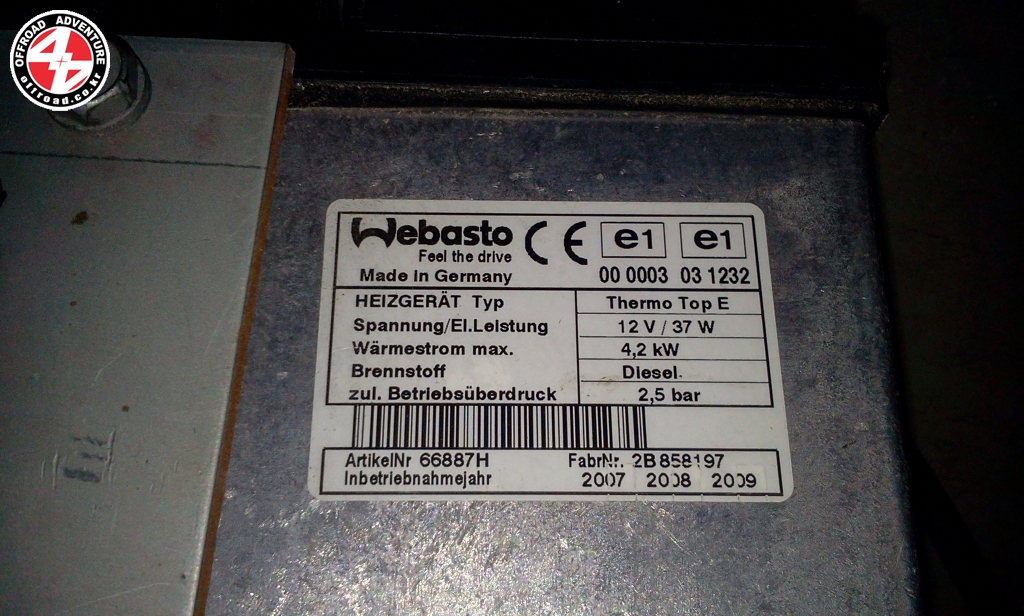 OFFROAD ADVENTURE
4x4
offroad.co.kr
Webasto CE e1 e1
Feel the drive
Made in Germany 00 0003 03 1232
HEIZGERÄT Typ Thermo Top E
Spannung/El.Leistung 12 V / 37 W
Wärmestrom max. 4,2 kW
Brennstoff Diesel
zul. Betriebsüberdruck 2,5 bar
ArtikelNr 66887H FabrNr. 2B 858197
Inbetriebnahmejahr 2007 2008 2009